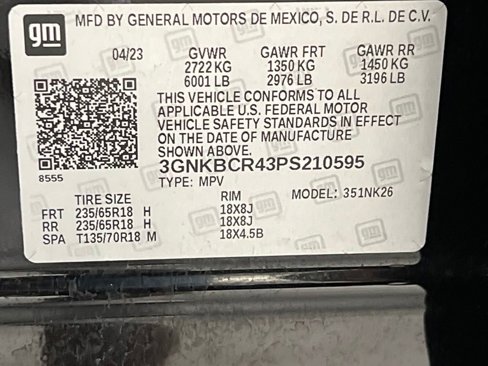 gm
MFD BY GENERAL MOTORS DE MEXICO, S. DE R.L. DE C.V.
04/23 GVWR GAWR FRT GAWR RR
2722 KG 1350 KG 1450 KG
6001 LB 2976 LB 3196 LB
THIS VEHICLE CONFORMS TO ALL
APPLICABLE U.S. FEDERAL MOTOR
VEHICLE SAFETY STANDARDS IN EFFECT
ON THE DATE OF MANUFACTURE
SHOWN ABOVE.
3GNKBCR43PS210595
8555 TYPE: MPV
TIRE SIZE RIM MODEL: 351NK26
FRT 235/65R18 H 18X8J
RR 235/65R18 H 18X8J
SPA T135/70R18 M 18X4.5B